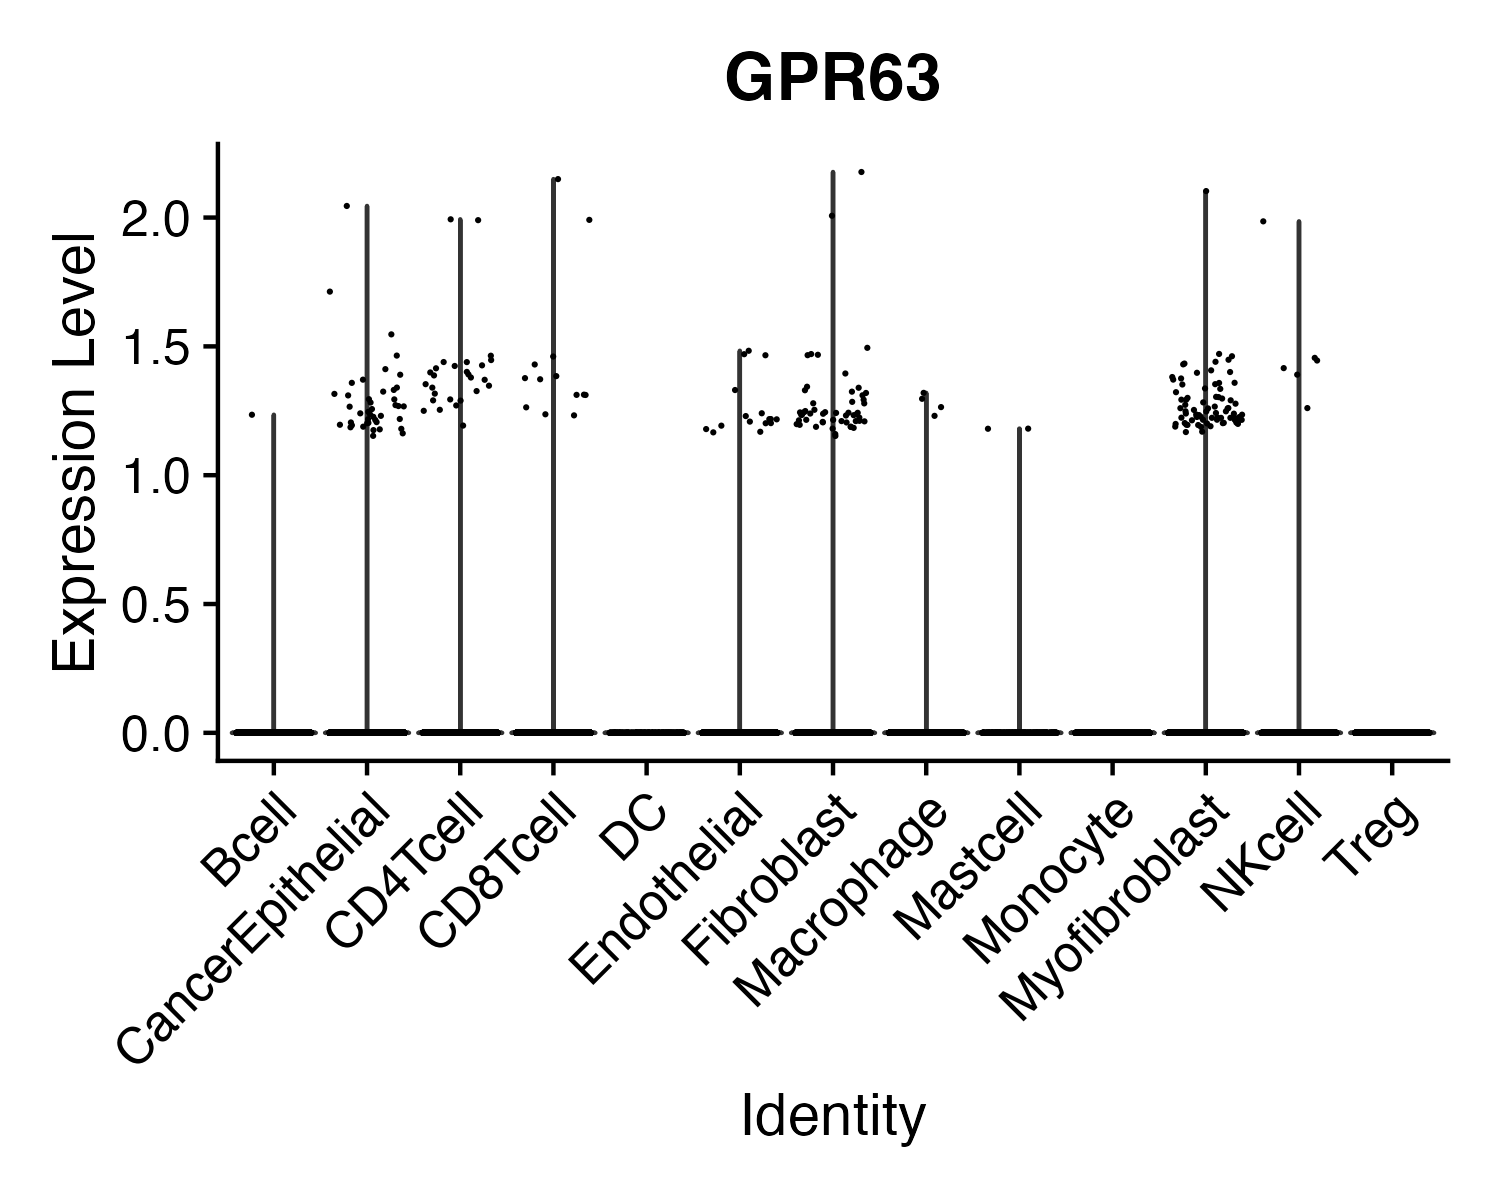 GPR63
Expression Level
2.0
1.5
1.0
0.5
0.0
Bcell
CancerEpithelial
CD4Tcell
CD8Tcell
DC
Endothelial
Fibroblast
Macrophage
Mastcell
Monocyte
Myofibroblast
NKcell
Treg
Identity